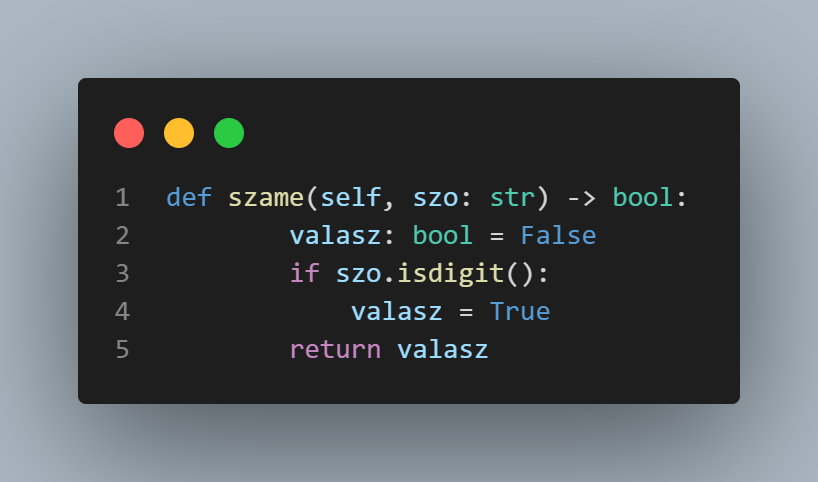 1 def szame(self, szo: str) -> bool:
2         valasz: bool = False
3         if szo.isdigit():
4             valasz = True
5         return valasz